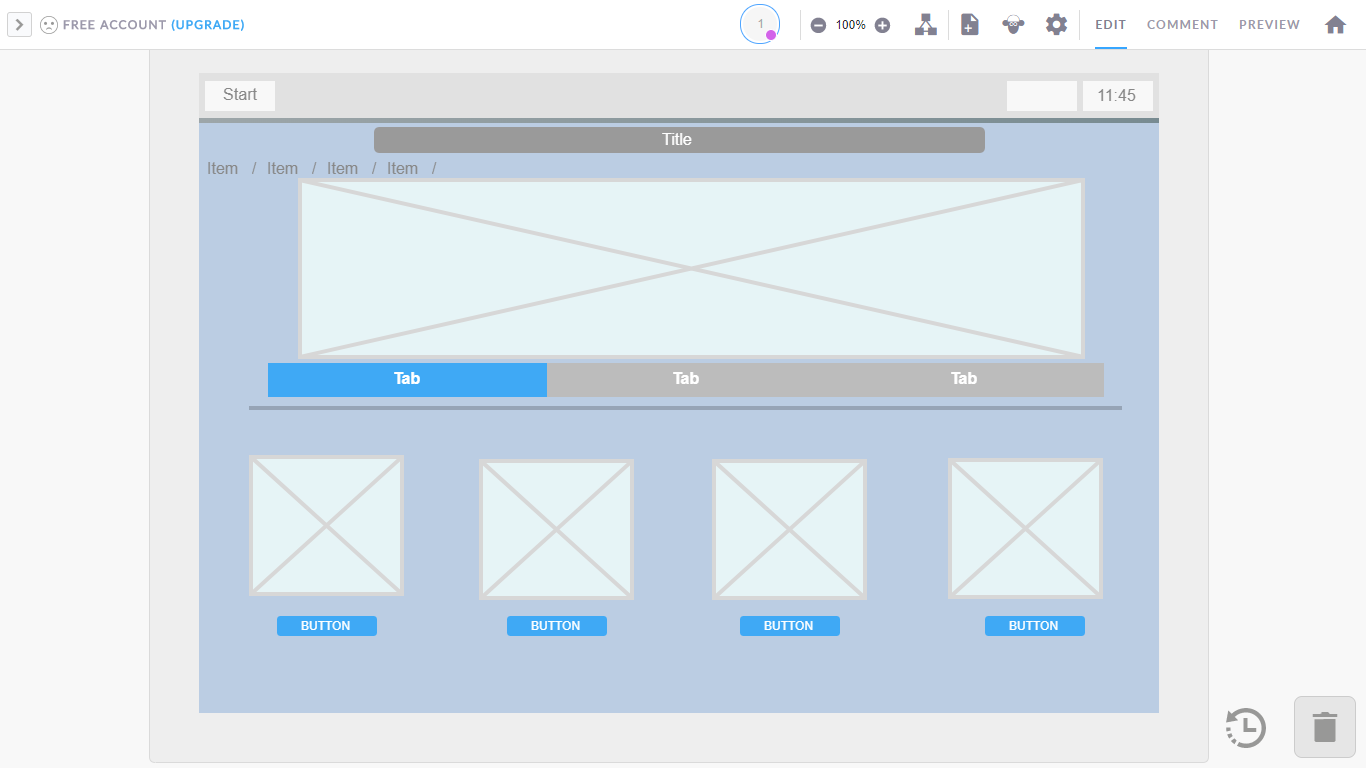 FREE ACCOUNT (UPGRADE)
1
100%
EDIT COMMENT PREVIEW
Start
11:45
Title
Item / Item / Item / Item /
Tab Tab Tab
BUTTON BUTTON BUTTON BUTTON